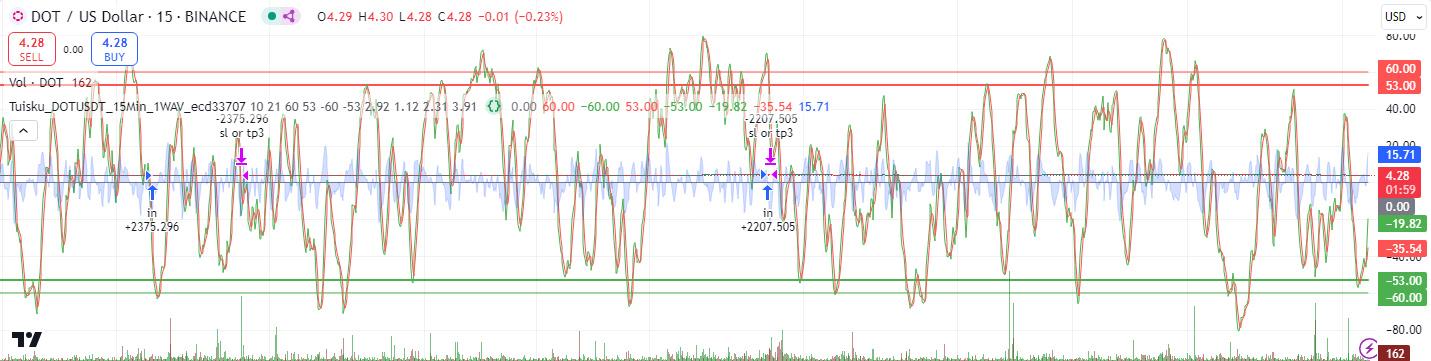 DOT / US Dollar · 15 · BINANCE O4.29 H4.30 L4.28 C4.28 −0.01 (−0.23%)
USD
4.28 SELL
0.00
4.28 BUY
Vol · DOT 162
Tuisku_DOTUSDT_15Min_1WAV_ecd33707 10 21 60 53 -60 -53 2.92 1.12 2.31 3.91 0.00 60.00 −60.00 53.00 −53.00 −19.82 −35.54 15.71
-2375.296
sl or tp3
-2207.505
sl or tp3
in
+2375.296
in
+2207.505
80.00
60.00
53.00
40.00
15.71
4.28
01:59
0.00
−19.82
−35.54
−40.00
−53.00
−60.00
−80.00
162